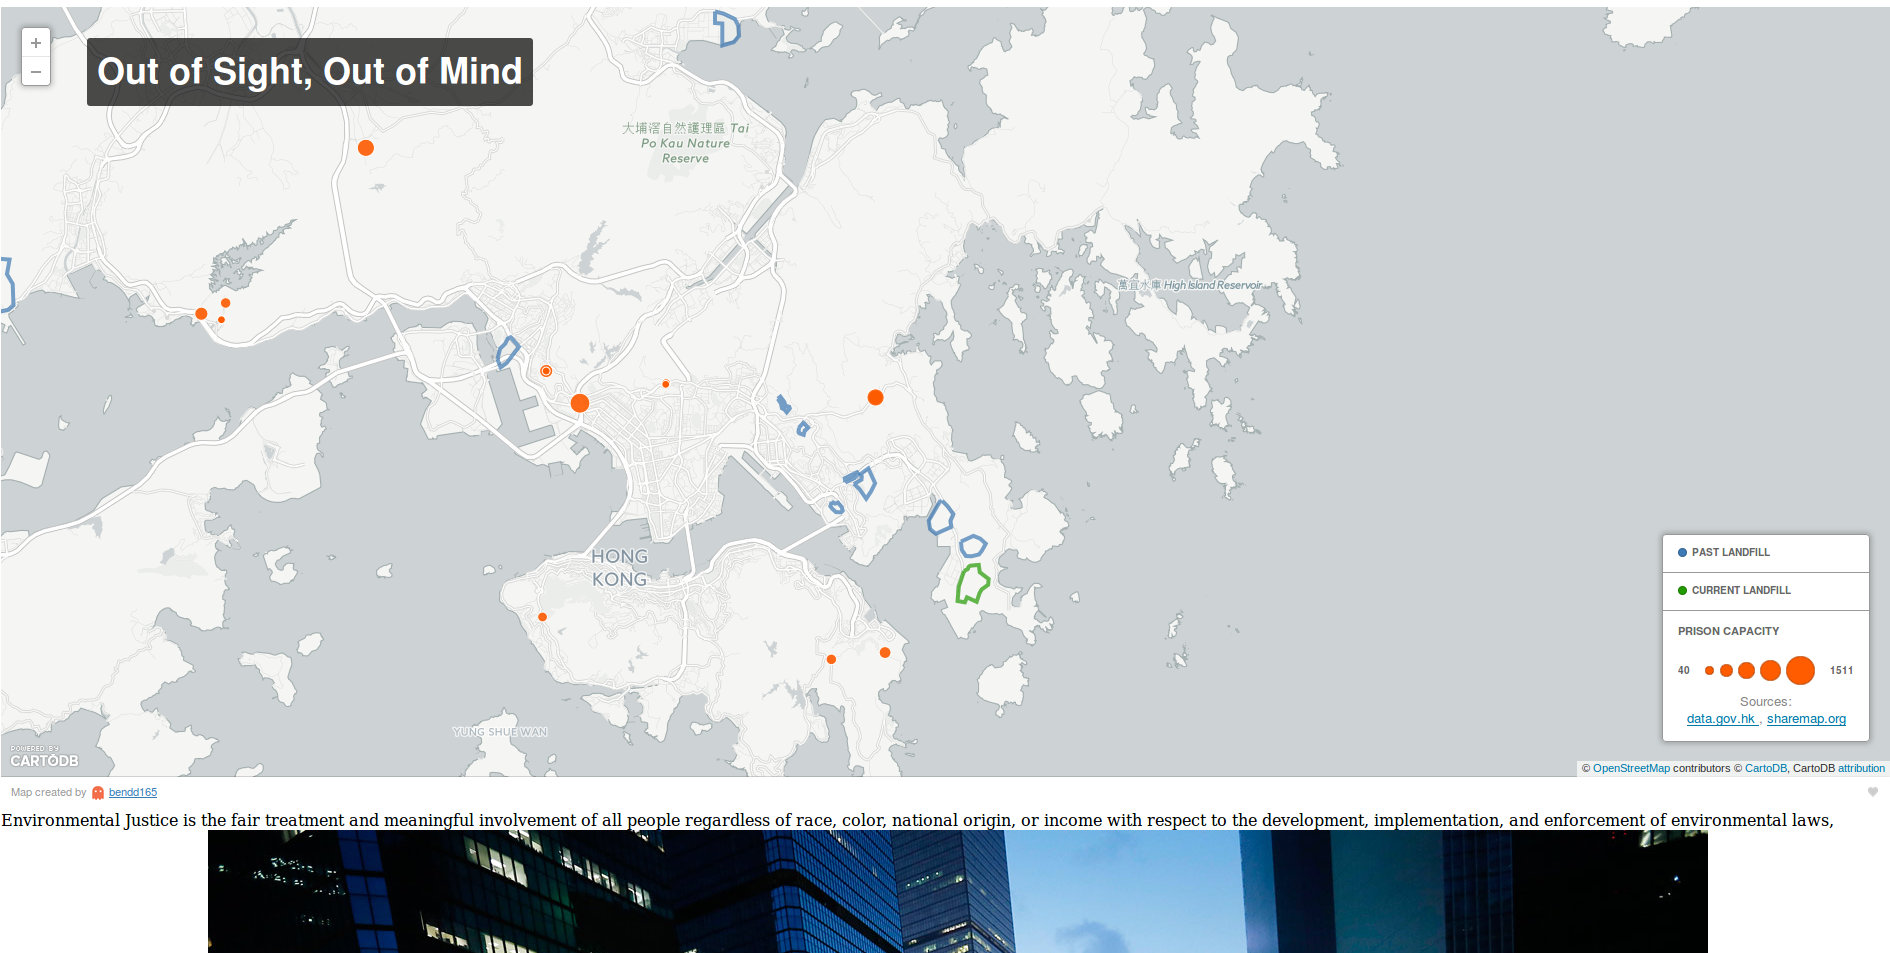 +
−
Out of Sight, Out of Mind
大埔滘自然護理區 Tai
Po Kau Nature
Reserve
萬宜水庫 High Island Reservoir
HONG
KONG
YUNG SHUE WAN
PAST LANDFILL
CURRENT LANDFILL
PRISON CAPACITY
40
1511
Sources:
data.gov.hk , sharemap.org
POWERED BY
CARTODB
© OpenStreetMap contributors © CartoDB, CartoDB attribution
Map created by bendd165
Environmental Justice is the fair treatment and meaningful involvement of all people regardless of race, color, national origin, or income with respect to the development, implementation, and enforcement of environmental laws,